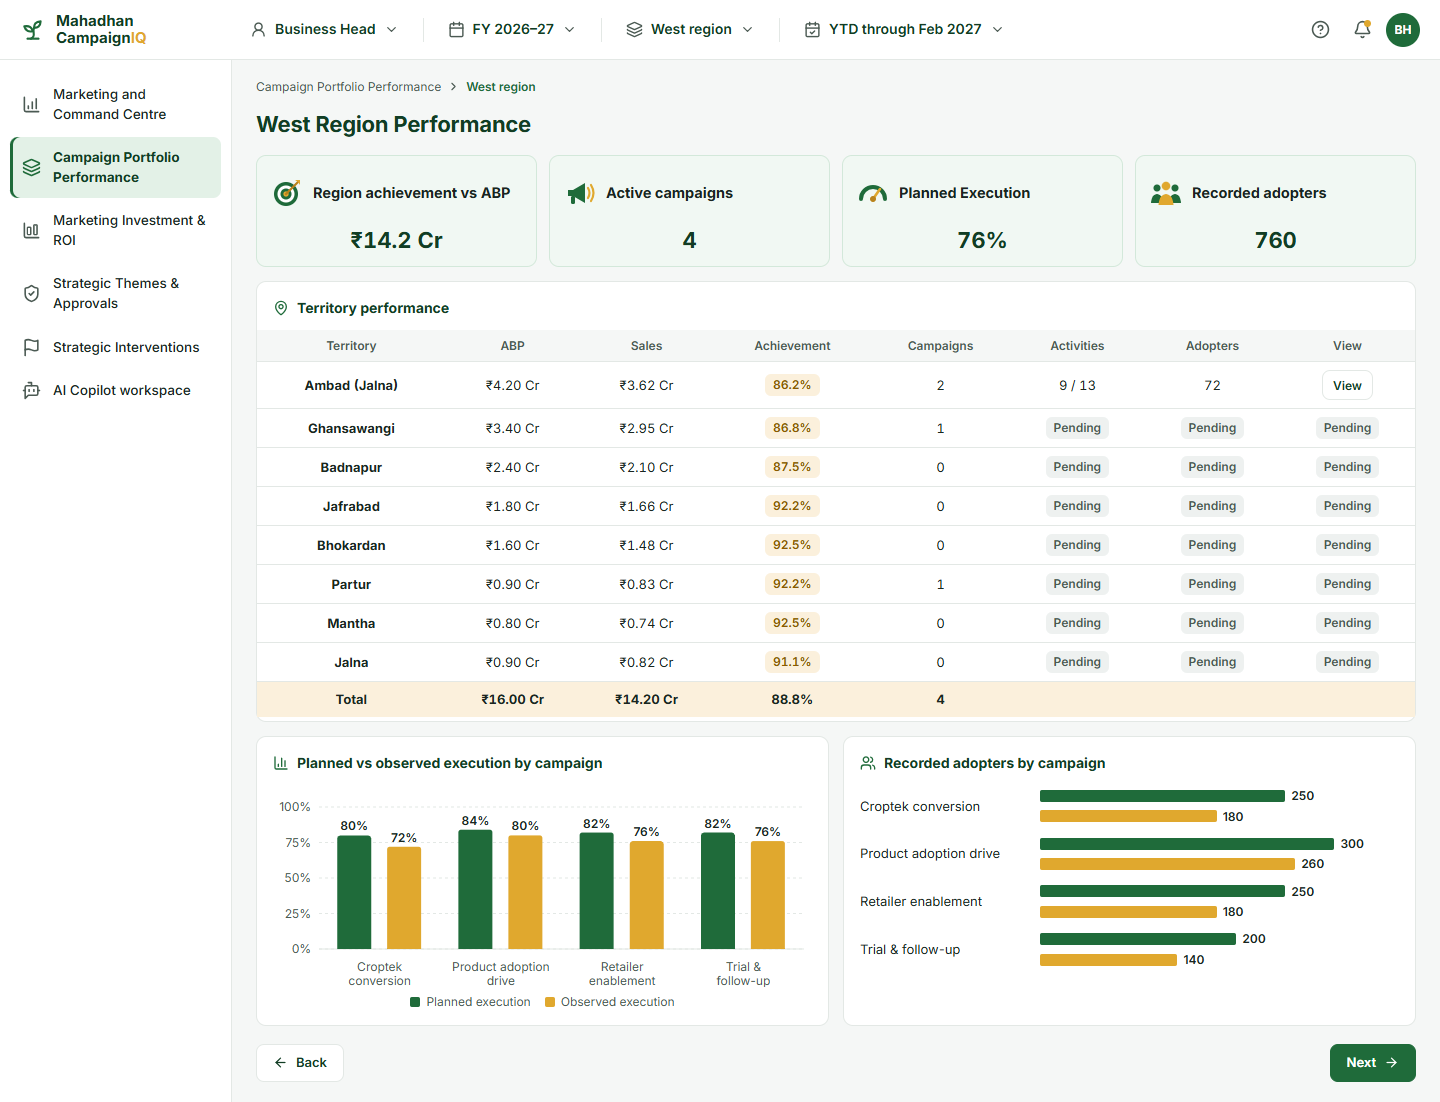 Mahadhan
CampaignIQ
Business Head
FY 2026–27
West region
YTD through Feb 2027
BH
Marketing and
Command Centre
Campaign Portfolio
Performance
Marketing Investment &
ROI
Strategic Themes &
Approvals
Strategic Interventions
AI Copilot workspace
Campaign Portfolio Performance > West region
West Region Performance
Region achievement vs ABP
₹14.2 Cr
Active campaigns
4
Planned Execution
76%
Recorded adopters
760
Territory performance
Territory ABP Sales Achievement Campaigns Activities Adopters View
Ambad (Jalna) ₹4.20 Cr ₹3.62 Cr 86.2% 2 9 / 13 72 View
Ghansawangi ₹3.40 Cr ₹2.95 Cr 86.8% 1 Pending Pending Pending
Badnapur ₹2.40 Cr ₹2.10 Cr 87.5% 0 Pending Pending Pending
Jafrabad ₹1.80 Cr ₹1.66 Cr 92.2% 0 Pending Pending Pending
Bhokardan ₹1.60 Cr ₹1.48 Cr 92.5% 0 Pending Pending Pending
Partur ₹0.90 Cr ₹0.83 Cr 92.2% 1 Pending Pending Pending
Mantha ₹0.80 Cr ₹0.74 Cr 92.5% 0 Pending Pending Pending
Jalna ₹0.90 Cr ₹0.82 Cr 91.1% 0 Pending Pending Pending
Total ₹16.00 Cr ₹14.20 Cr 88.8% 4
Planned vs observed execution by campaign
100%
75%
50%
25%
0%
80% 72% 84% 80% 82% 76% 82% 76%
Croptek
conversion
Product adoption
drive
Retailer
enablement
Trial &
follow-up
Planned execution Observed execution
Recorded adopters by campaign
Croptek conversion
250
180
Product adoption drive
300
260
Retailer enablement
250
180
Trial & follow-up
200
140
Back
Next